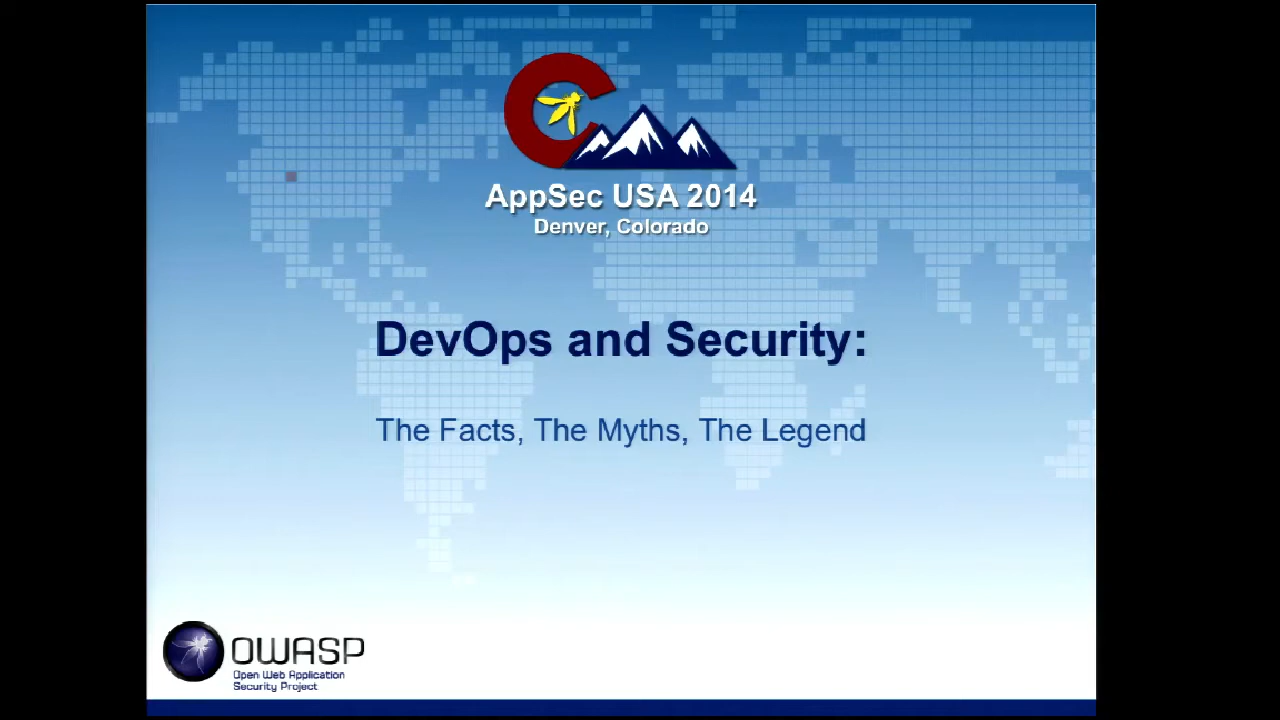 AppSec USA 2014
Denver, Colorado
DevOps and Security:
The Facts, The Myths, The Legend
OWASP
Open Web Application
Security Project